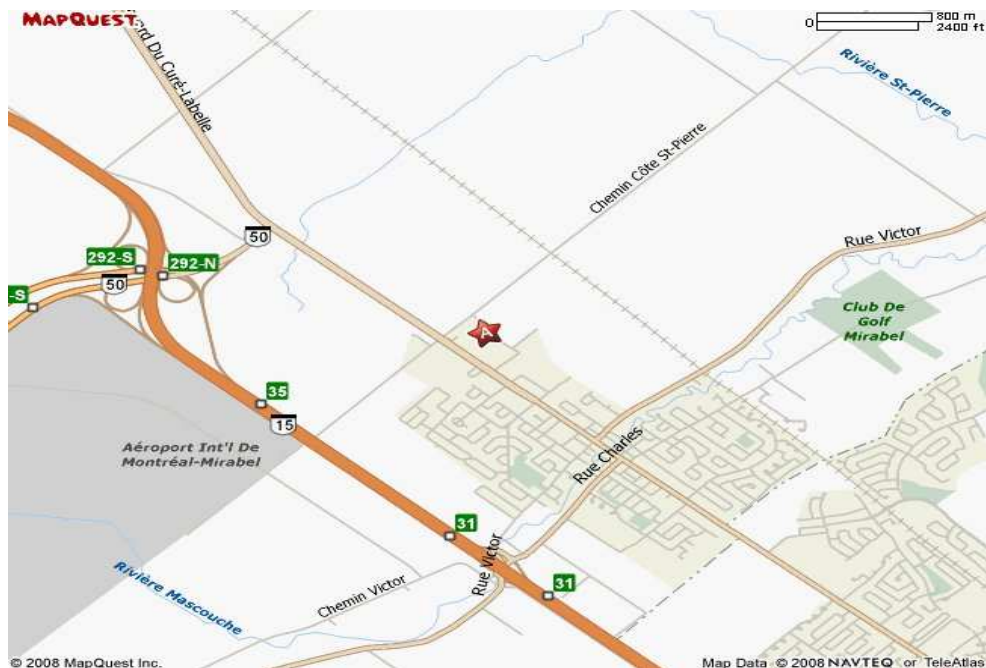 MAPQUEST
0
800 m
2400 ft
Du Curé-Labelle
Rivière St-Pierre
Chemin Côte St-Pierre
50
Rue Victor
292-S
292-N
50
-S
Club De
Golf
Mirabel
A
35
15
Aéroport Int'l De
Montréal-Mirabel
Rue Charles
31
Rue Victor
31
Chemin Victor
Rivière Mascouche
© 2008 MapQuest Inc.
Map Data © 2008 NAVTEQ or TeleAtlas